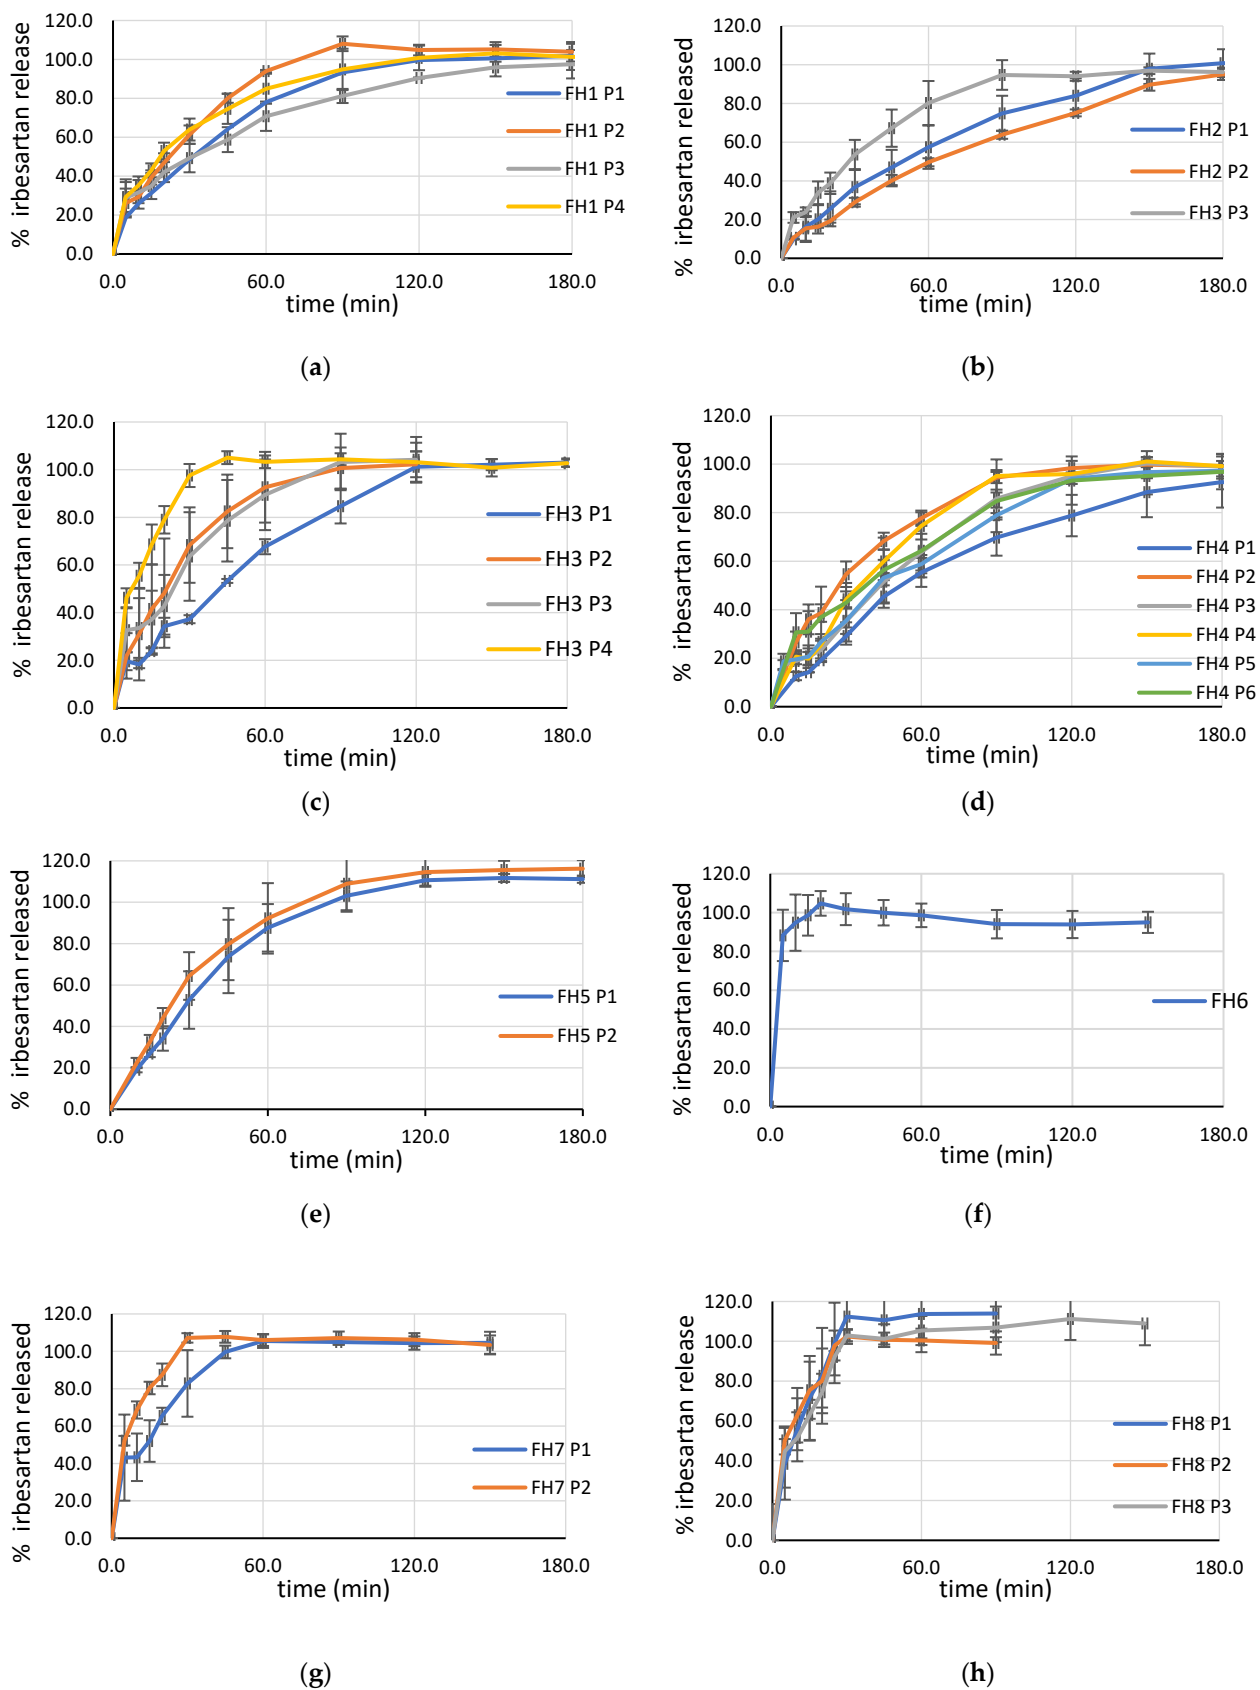 120.0
100.0
80.0
60.0
40.0
20.0
0.0
% irbesartan release
0.0 60.0 120.0 180.0
time (min)
FH1 P1
FH1 P2
FH1 P3
FH1 P4
(a)
120.0
100.0
80.0
60.0
40.0
20.0
0.0
% irbesartan released
0.0 60.0 120.0 180.0
time (min)
FH2 P1
FH2 P2
FH3 P3
(b)
120.0
100.0
80.0
60.0
40.0
20.0
0.0
% irbesartan release
0.0 60.0 120.0 180.0
time (min)
FH3 P1
FH3 P2
FH3 P3
FH3 P4
(c)
120.0
100.0
80.0
60.0
40.0
20.0
0.0
% irbesartan released
0.0 60.0 120.0 180.0
time (min)
FH4 P1
FH4 P2
FH4 P3
FH4 P4
FH4 P5
FH4 P6
(d)
120.0
100.0
80.0
60.0
40.0
20.0
0.0
% irbesartan released
0.0 60.0 120.0 180.0
time (min)
FH5 P1
FH5 P2
(e)
120.0
100.0
80.0
60.0
40.0
20.0
0.0
% irbesartan released
0.0 60.0 120.0 180.0
time (min)
FH6
(f)
120.0
100.0
80.0
60.0
40.0
20.0
0.0
% irbesartan released
0.0 60.0 120.0 180.0
time (min)
FH7 P1
FH7 P2
(g)
120.0
100.0
80.0
60.0
40.0
20.0
0.0
% irbesartan release
0.0 60.0 120.0 180.0
time (min)
FH8 P1
FH8 P2
FH8 P3
(h)